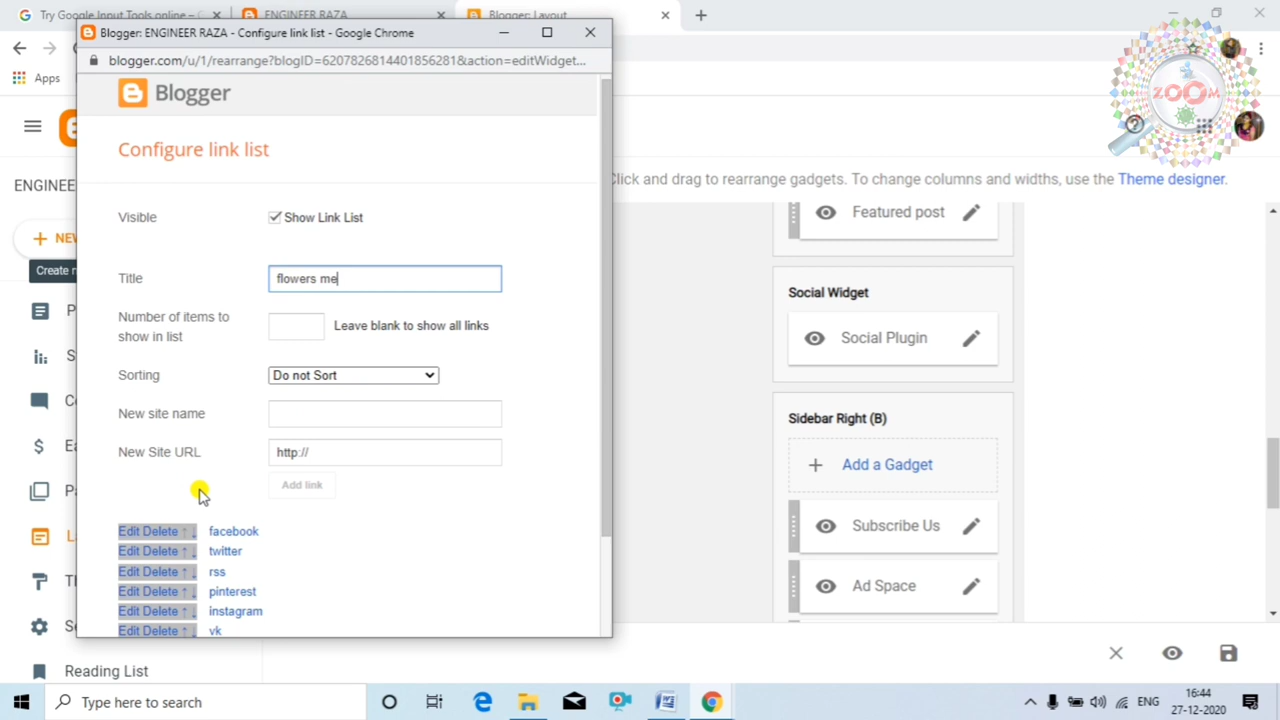 Try Google Input Tools online –
ENGINEER RAZA
Blogger: Layout
Blogger: ENGINEER RAZA - Configure link list - Google Chrome
blogger.com/u/1/rearrange?blogID=6207826814401856281&action=editWidget...
Apps
Blogger
ZOOM
Configure link list
Click and drag to rearrange gadgets. To change columns and widths, use the Theme designer.
ENGINEE
Visible
Show Link List
Featured post
NEW
Create n
Title
flowers me
Social Widget
Number of items to
show in list
Leave blank to show all links
Social Plugin
Sorting
Do not Sort
New site name
Sidebar Right (B)
New Site URL
http://
Add a Gadget
Add link
Edit Delete ↑ ↓ facebook
Subscribe Us
Edit Delete ↑ ↓ twitter
Edit Delete ↑ ↓ rss
Edit Delete ↑ ↓ pinterest
Ad Space
Edit Delete ↑ ↓ instagram
Edit Delete ↑ ↓ vk
Reading List
Type here to search
ENG
16:44
27-12-2020